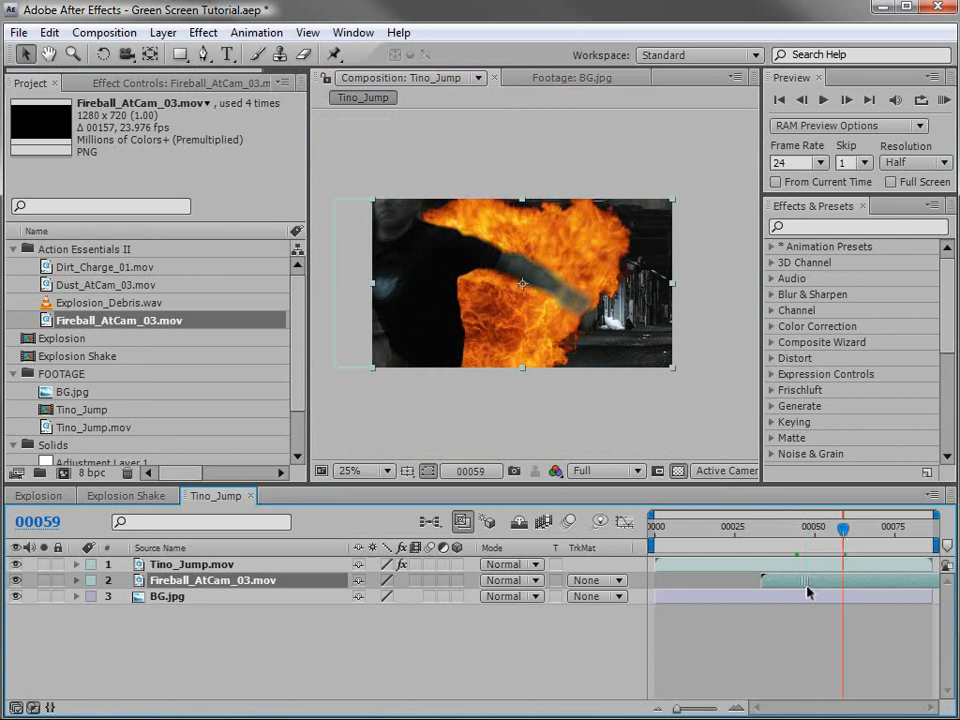 Adobe After Effects - Green Screen Tutorial.aep *
File Edit Composition Layer Effect Animation View Window Help
Workspace: Standard Search Help
Project Effect Controls: Fireball_AtCam_03.m
Fireball_AtCam_03.mov, used 4 times
1280 x 720 (1.00)
Δ 00157, 23.976 fps
Millions of Colors+ (Premultiplied)
PNG
Name
Action Essentials II
Dirt_Charge_01.mov
Dust_AtCam_03.mov
Explosion_Debris.wav
Fireball_AtCam_03.mov
Explosion
Explosion Shake
FOOTAGE
BG.jpg
Tino_Jump
Tino_Jump.mov
Solids
Adjustment Layer 1
8 bpc
Composition: Tino_Jump Footage: BG.jpg
Tino_Jump
25% 00059 Full Active Camer
Preview
RAM Preview Options
Frame Rate Skip Resolution
24 1 Half
From Current Time Full Screen
Effects & Presets
* Animation Presets
3D Channel
Audio
Blur & Sharpen
Channel
Color Correction
Composite Wizard
Distort
Expression Controls
Frischluft
Generate
Keying
Matte
Noise & Grain
Explosion Explosion Shake Tino_Jump
00059
0000 00025 00050 00075
# Source Name fx Mode T TrkMat
1 Tino_Jump.mov fx Normal
2 Fireball_AtCam_03.mov Normal None
3 BG.jpg Normal None